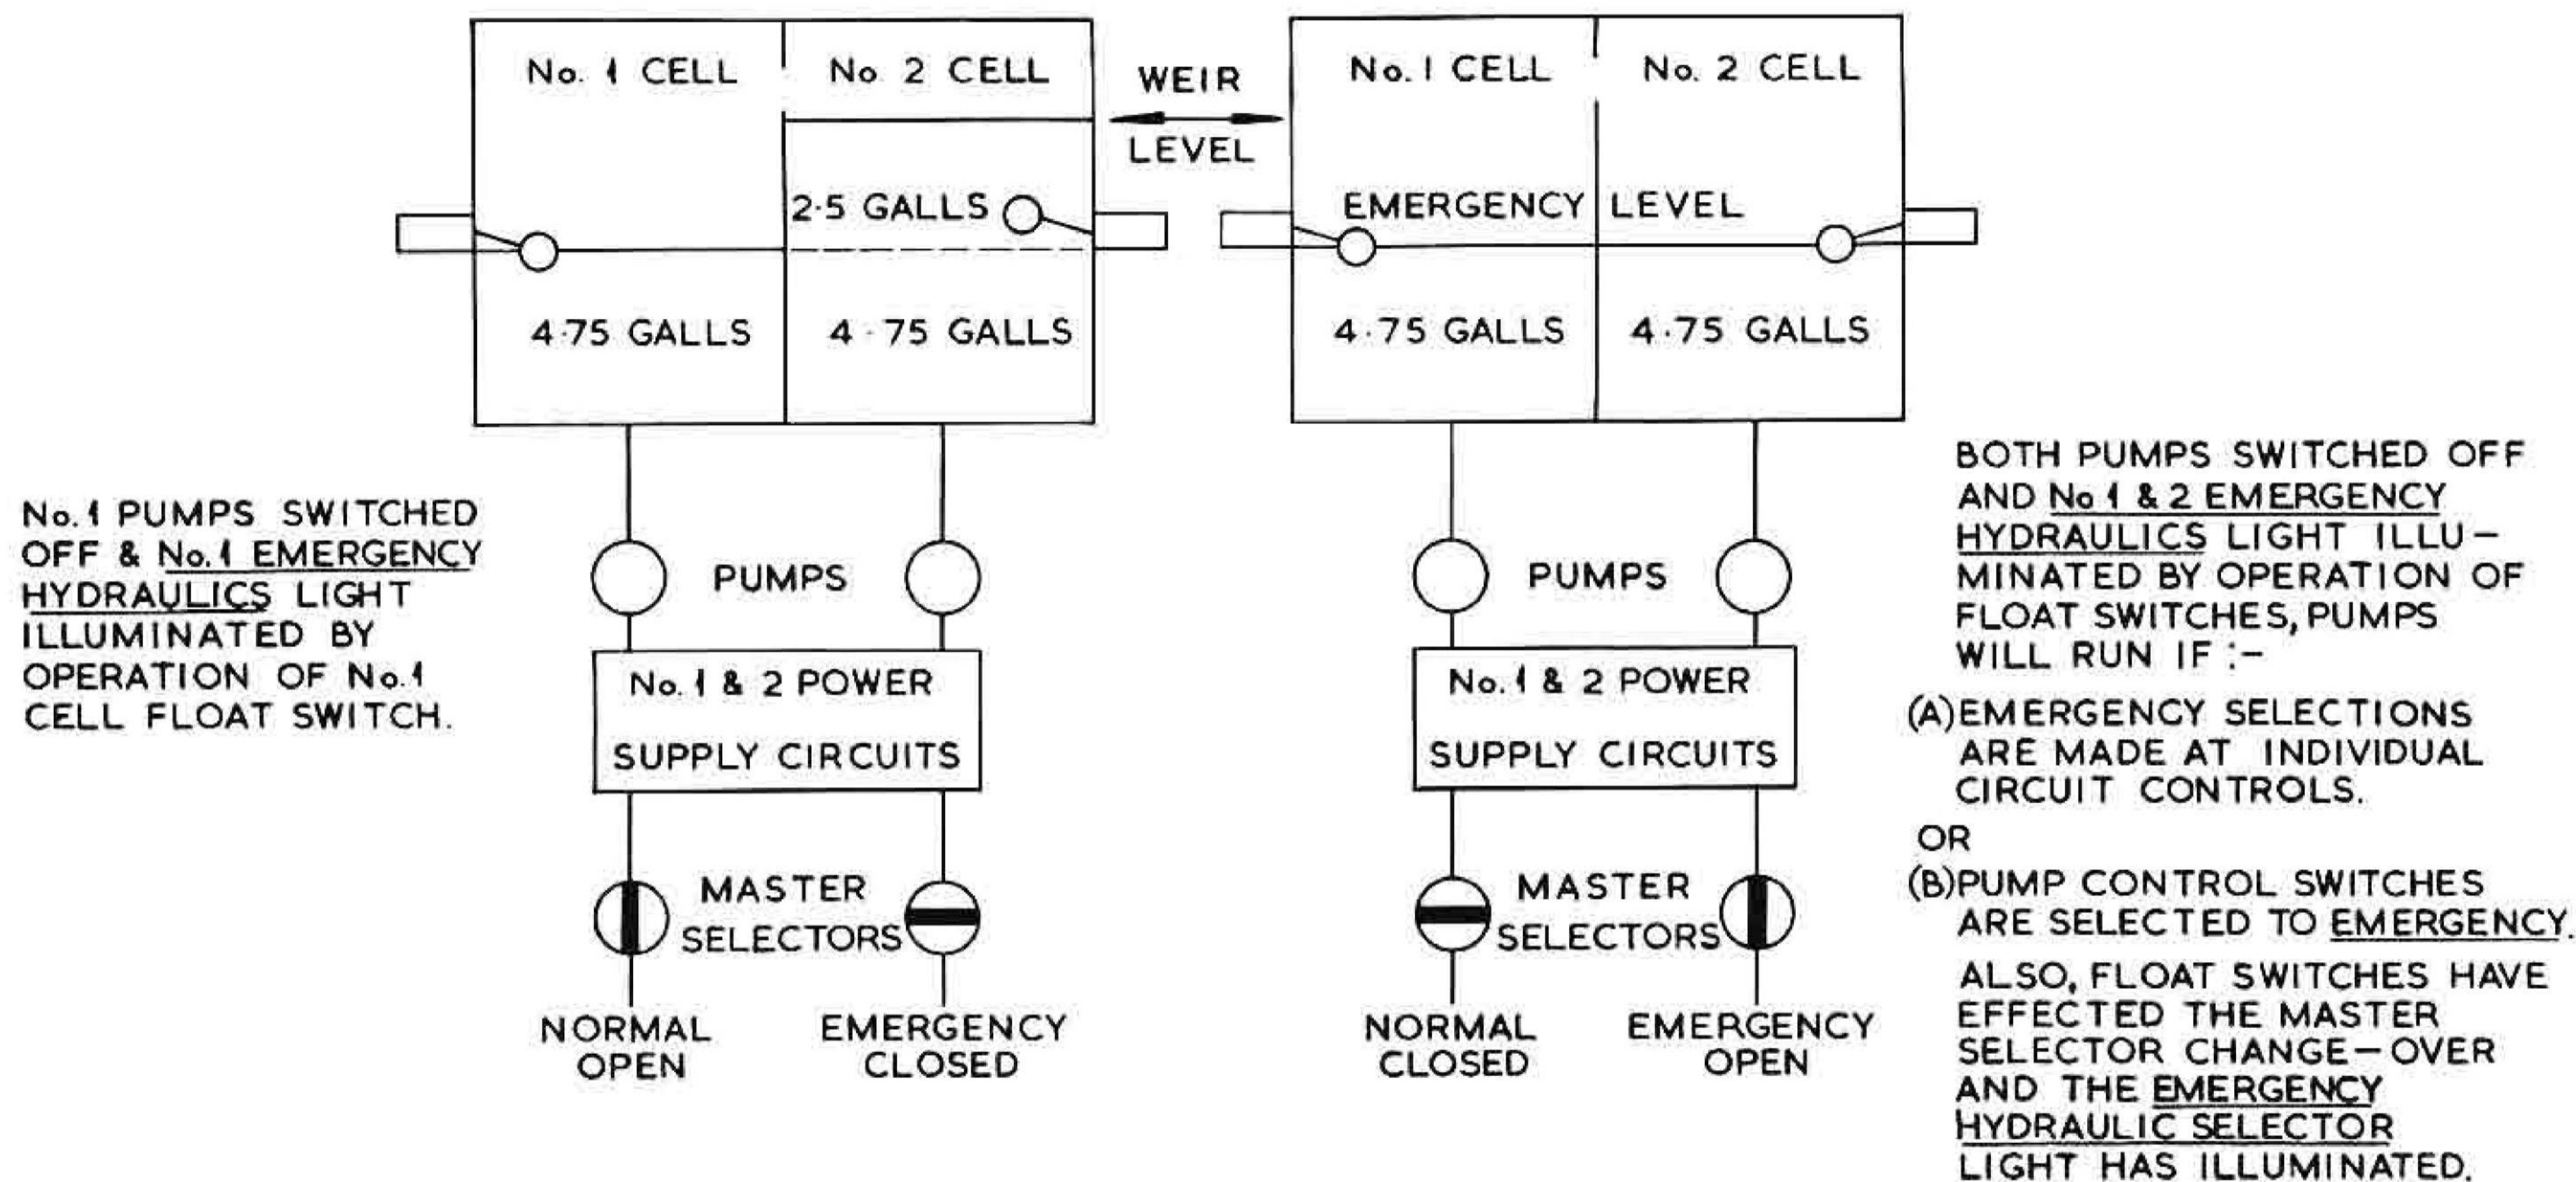 No. 1 CELL
No 2 CELL
2·5 GALLS
4·75 GALLS
4·75 GALLS
WEIR
LEVEL
No. 1 CELL
No. 2 CELL
EMERGENCY LEVEL
4·75 GALLS
4·75 GALLS
No. 1 PUMPS SWITCHED
OFF & No. 1 EMERGENCY
HYDRAULICS LIGHT
ILLUMINATED BY
OPERATION OF No. 1
CELL FLOAT SWITCH.
PUMPS
No. 1 & 2 POWER
SUPPLY CIRCUITS
MASTER
SELECTORS
NORMAL
OPEN
EMERGENCY
CLOSED
PUMPS
No. 1 & 2 POWER
SUPPLY CIRCUITS
MASTER
SELECTORS
NORMAL
CLOSED
EMERGENCY
OPEN
BOTH PUMPS SWITCHED OFF
AND No 1 & 2 EMERGENCY
HYDRAULICS LIGHT ILLU-
MINATED BY OPERATION OF
FLOAT SWITCHES, PUMPS
WILL RUN IF :-
(A) EMERGENCY SELECTIONS
ARE MADE AT INDIVIDUAL
CIRCUIT CONTROLS.
OR
(B) PUMP CONTROL SWITCHES
ARE SELECTED TO EMERGENCY.
ALSO, FLOAT SWITCHES HAVE
EFFECTED THE MASTER
SELECTOR CHANGE-OVER
AND THE EMERGENCY
HYDRAULIC SELECTOR
LIGHT HAS ILLUMINATED.